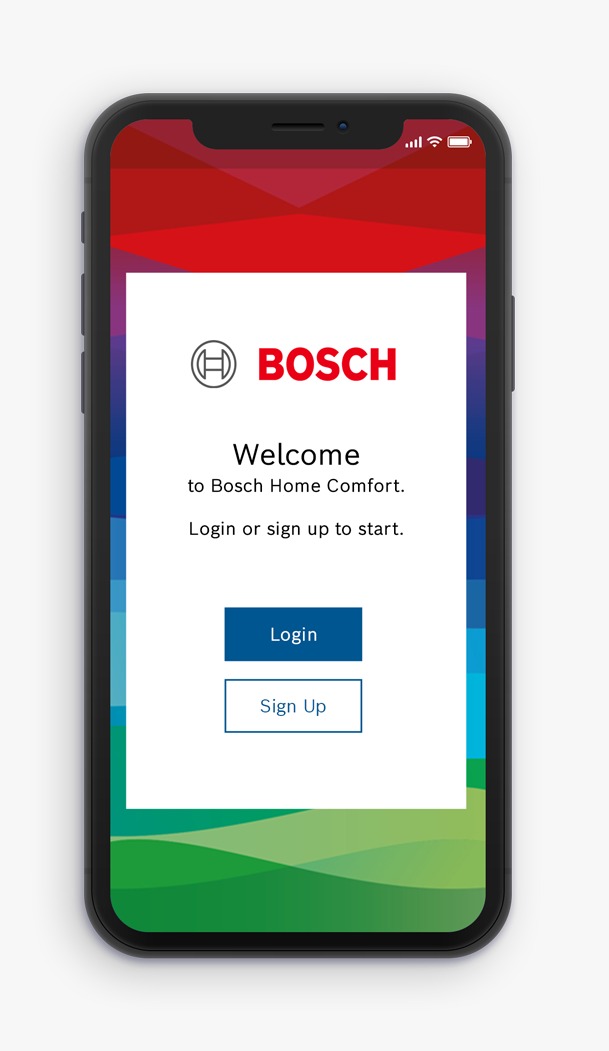 BOSCH
Welcome
to Bosch Home Comfort.
Login or sign up to start.
Login
Sign Up